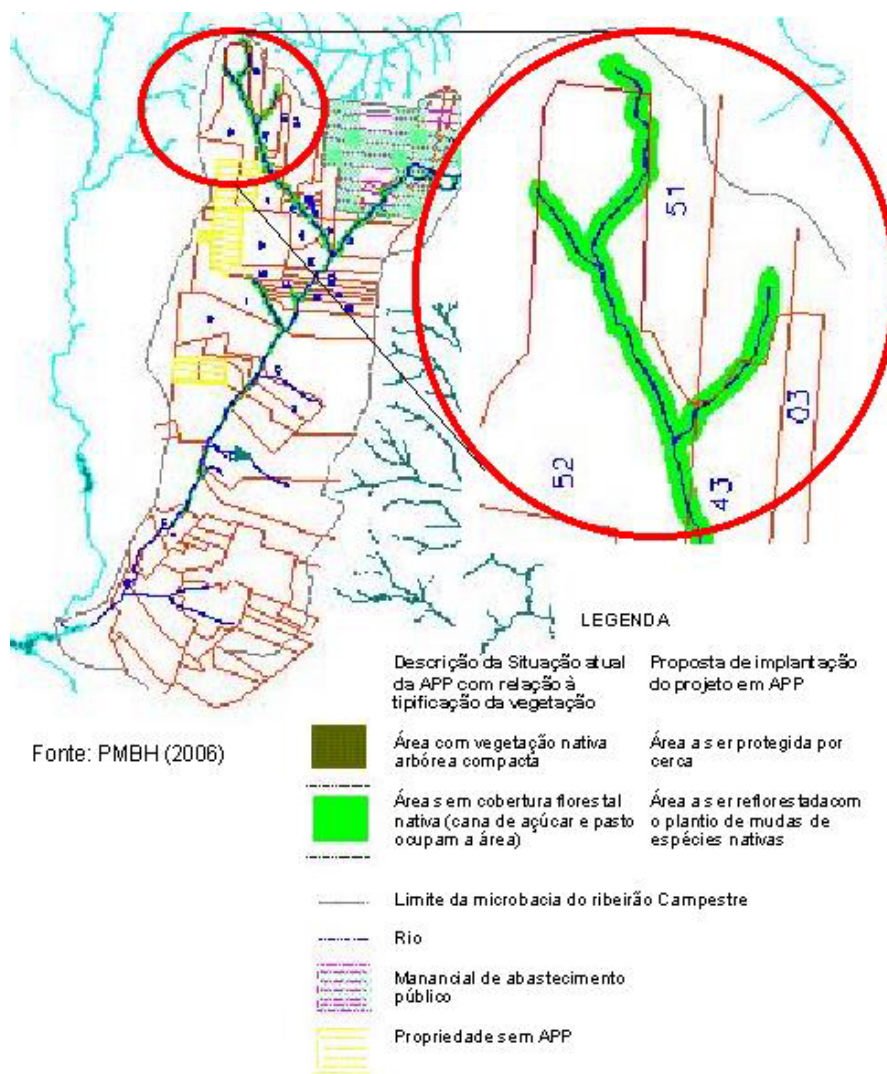 51
52
43
03
LEGENDA
Descrição da Situação atual
da APP com relação à
tipificação da vegetação
Proposta de implantação
do projeto em APP
Fonte: PMBH (2006)
Área com vegetação nativa
arbórea compacta
Área a ser protegida por
cerca
Área sem cobertura florestal
nativa (cana de açúcar e pasto
ocupam a área)
Área a ser reflorestada com
o plantio de mudas de
espécies nativas
Limite da microbacia do ribeirão Campestre
Rio
Manancial de abastecimento
público
Propriedade sem APP